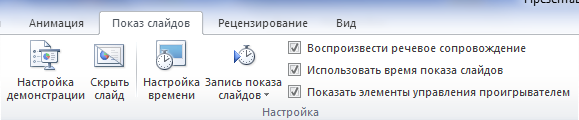 Презента
Анимация Показ слайдов Рецензирование Вид
Настройка демонстрации
Скрыть слайд
Настройка времени
Запись показа слайдов
Воспроизвести речевое сопровождение
Использовать время показа слайдов
Показать элементы управления проигрывателем
Настройка